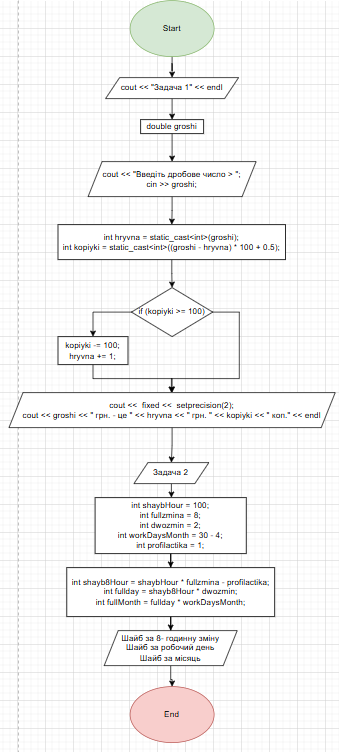 Start
cout << "Задача 1" << endl
double groshi
cout << "Введіть дробове число > ";
cin >> groshi;
int hryvna = static_cast<int>(groshi);
int kopiyki = static_cast<int>((groshi - hryvna) * 100 + 0.5);
if (kopiyki >= 100)
kopiyki -= 100;
hryvna += 1;
cout << fixed << setprecision(2);
cout << groshi << " грн. - це " << hryvna << " грн. " << kopiyki << " коп." << endl
Задача 2
int shaybHour = 100;
int fullzmina = 8;
int dwozmin = 2;
int workDaysMonth = 30 - 4;
int profilactika = 1;
int shayb8Hour = shaybHour * fullzmina - profilactika;
int fullday = shayb8Hour * dwozmin;
int fullMonth = fullday * workDaysMonth;
Шайб за 8- годинну зміну
Шайб за робочий день
Шайб за місяць
End